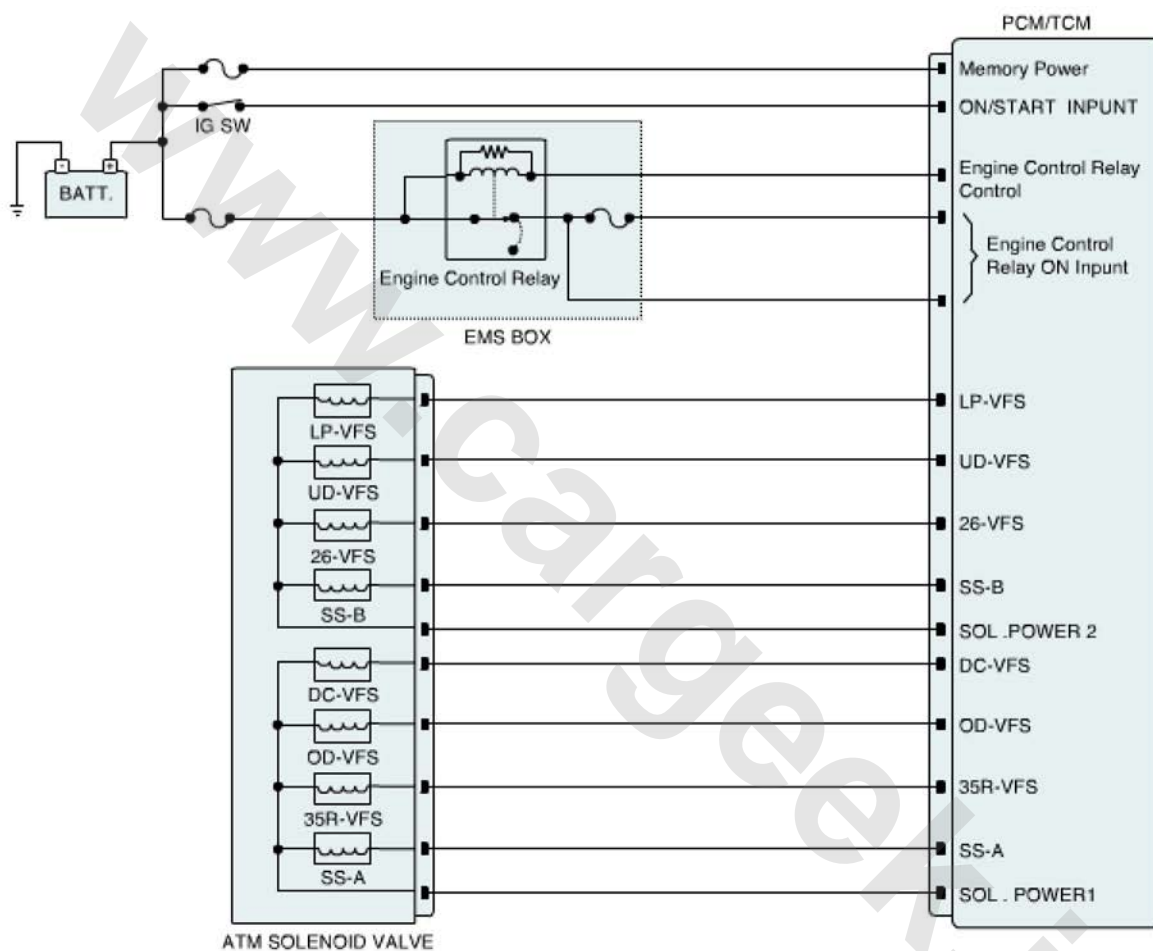 PCM/TCM
Memory Power
ON/START INPUNT
IG SW
Engine Control Relay
Control
- +
BATT.
Engine Control
Relay ON Inpunt
Engine Control Relay
EMS BOX
LP-VFS
LP-VFS
UD-VFS
UD-VFS
26-VFS
26-VFS
SS-B
SS-B
SOL .POWER 2
DC-VFS
DC-VFS
OD-VFS
OD-VFS
35R-VFS
35R-VFS
SS-A
SS-A
SOL . POWER1
ATM SOLENOID VALVE
www.cargeek